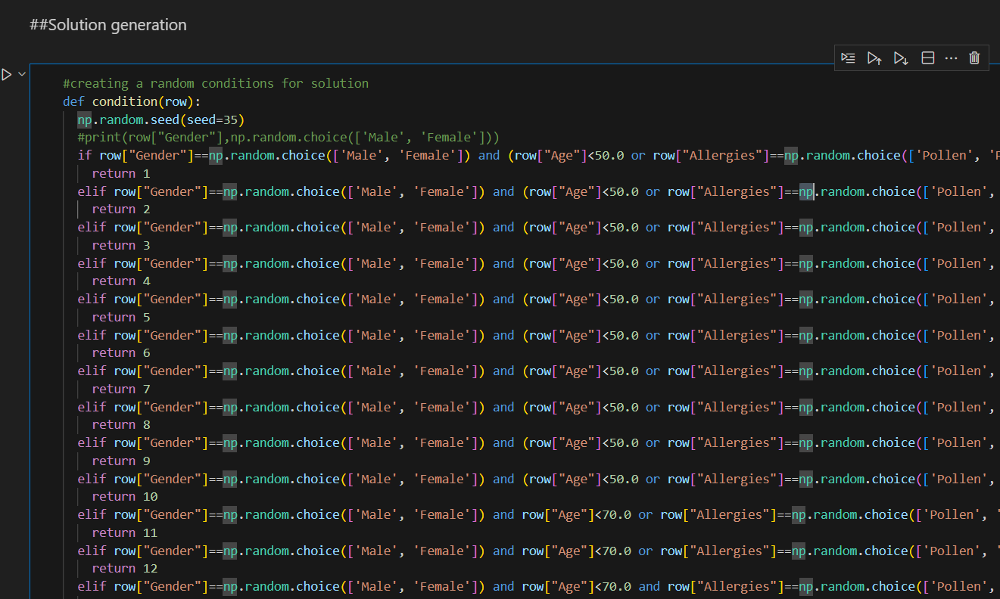 ##Solution generation
#creating a random conditions for solution
def condition(row):
np.random.seed(seed=35)
#print(row["Gender"],np.random.choice(['Male', 'Female']))
if row["Gender"]==np.random.choice(['Male', 'Female']) and (row["Age"]<50.0 or row["Allergies"]==np.random.choice(['Pollen', 'P
return 1
elif row["Gender"]==np.random.choice(['Male', 'Female']) and (row["Age"]<50.0 or row["Allergies"]==np.random.choice(['Pollen',
return 2
elif row["Gender"]==np.random.choice(['Male', 'Female']) and (row["Age"]<50.0 or row["Allergies"]==np.random.choice(['Pollen',
return 3
elif row["Gender"]==np.random.choice(['Male', 'Female']) and (row["Age"]<50.0 or row["Allergies"]==np.random.choice(['Pollen',
return 4
elif row["Gender"]==np.random.choice(['Male', 'Female']) and (row["Age"]<50.0 or row["Allergies"]==np.random.choice(['Pollen',
return 5
elif row["Gender"]==np.random.choice(['Male', 'Female']) and (row["Age"]<50.0 or row["Allergies"]==np.random.choice(['Pollen',
return 6
elif row["Gender"]==np.random.choice(['Male', 'Female']) and (row["Age"]<50.0 or row["Allergies"]==np.random.choice(['Pollen',
return 7
elif row["Gender"]==np.random.choice(['Male', 'Female']) and (row["Age"]<50.0 or row["Allergies"]==np.random.choice(['Pollen',
return 8
elif row["Gender"]==np.random.choice(['Male', 'Female']) and (row["Age"]<50.0 or row["Allergies"]==np.random.choice(['Pollen',
return 9
elif row["Gender"]==np.random.choice(['Male', 'Female']) and (row["Age"]<50.0 or row["Allergies"]==np.random.choice(['Pollen',
return 10
elif row["Gender"]==np.random.choice(['Male', 'Female']) and row["Age"]<70.0 or row["Allergies"]==np.random.choice(['Pollen', '
return 11
elif row["Gender"]==np.random.choice(['Male', 'Female']) and row["Age"]<70.0 or row["Allergies"]==np.random.choice(['Pollen', '
return 12
elif row["Gender"]==np.random.choice(['Male', 'Female']) and row["Age"]<70.0 and row["Allergies"]==np.random.choice(['Pollen',